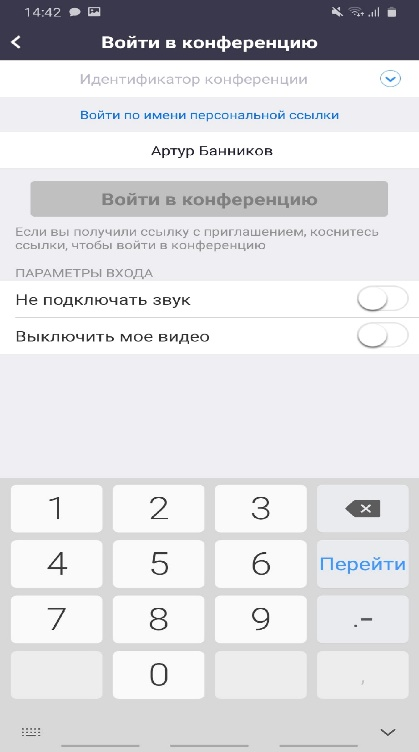 14:42
Войти в конференцию
Идентификатор конференции
Войти по имени персональной ссылки
Артур Банников
Войти в конференцию
Если вы получили ссылку с приглашением, коснитесь
ссылки, чтобы войти в конференцию
ПАРАМЕТРЫ ВХОДА
Не подключать звук
Выключить мое видео
1 2 3
4 5 6 Перейти
7 8 9 .-
0 ,